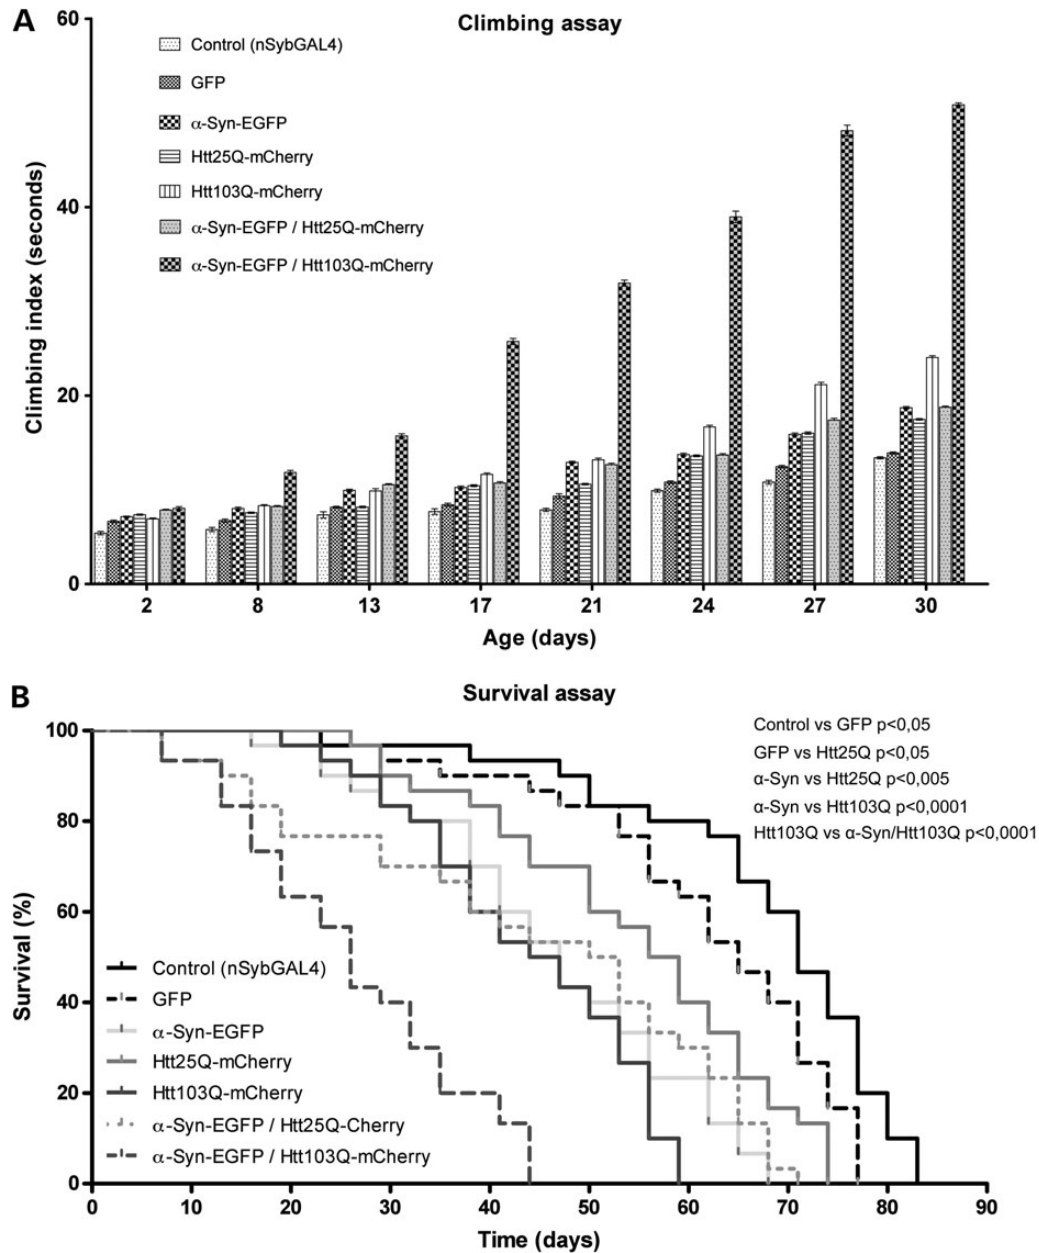 A
Climbing assay
Control (nSybGAL4)
GFP
α-Syn-EGFP
Htt25Q-mCherry
Htt103Q-mCherry
α-Syn-EGFP / Htt25Q-mCherry
α-Syn-EGFP / Htt103Q-mCherry
Climbing index (seconds)
60
40
20
0
2 8 13 17 21 24 27 30
Age (days)
B
Survival assay
Control vs GFP p<0,05
GFP vs Htt25Q p<0,05
α-Syn vs Htt25Q p<0,005
α-Syn vs Htt103Q p<0,0001
Htt103Q vs α-Syn/Htt103Q p<0,0001
Survival (%)
100
80
60
40
20
0
Control (nSybGAL4)
GFP
α-Syn-EGFP
Htt25Q-mCherry
Htt103Q-mCherry
α-Syn-EGFP / Htt25Q-Cherry
α-Syn-EGFP / Htt103Q-mCherry
0 10 20 30 40 50 60 70 80 90
Time (days)